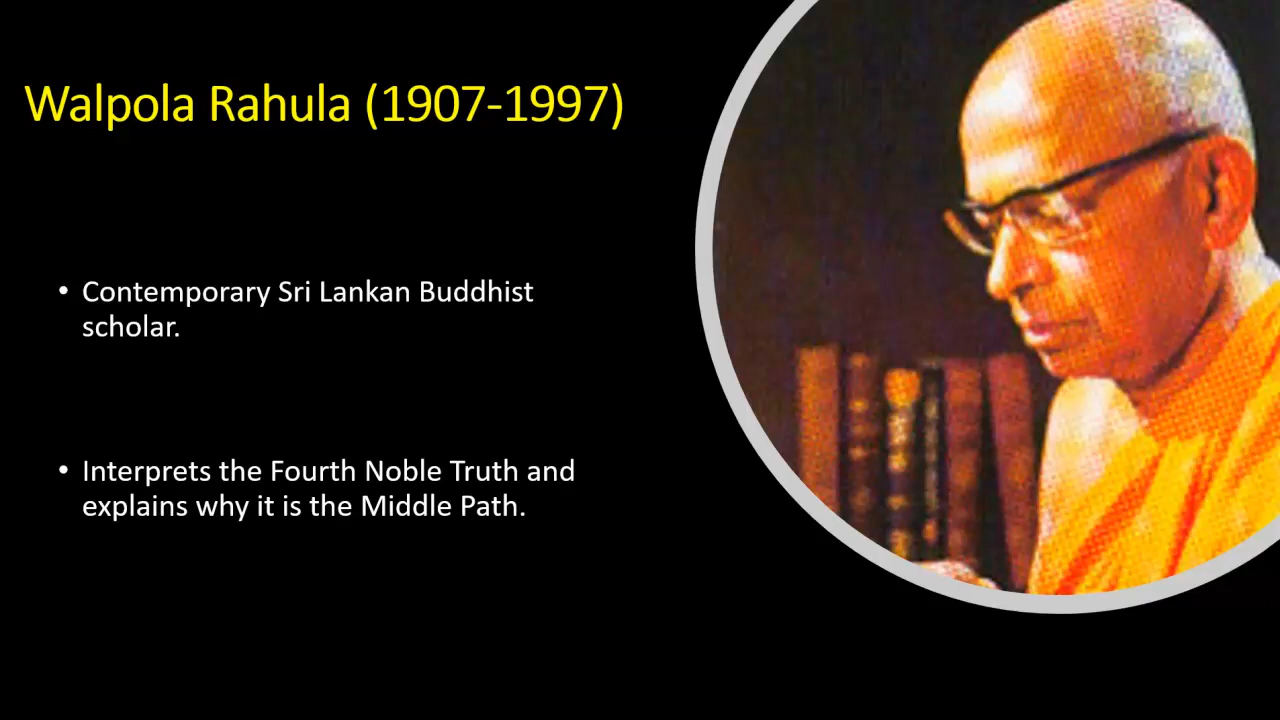 Walpola Rahula (1907-1997)
• Contemporary Sri Lankan Buddhist
scholar.
• Interprets the Fourth Noble Truth and
explains why it is the Middle Path.